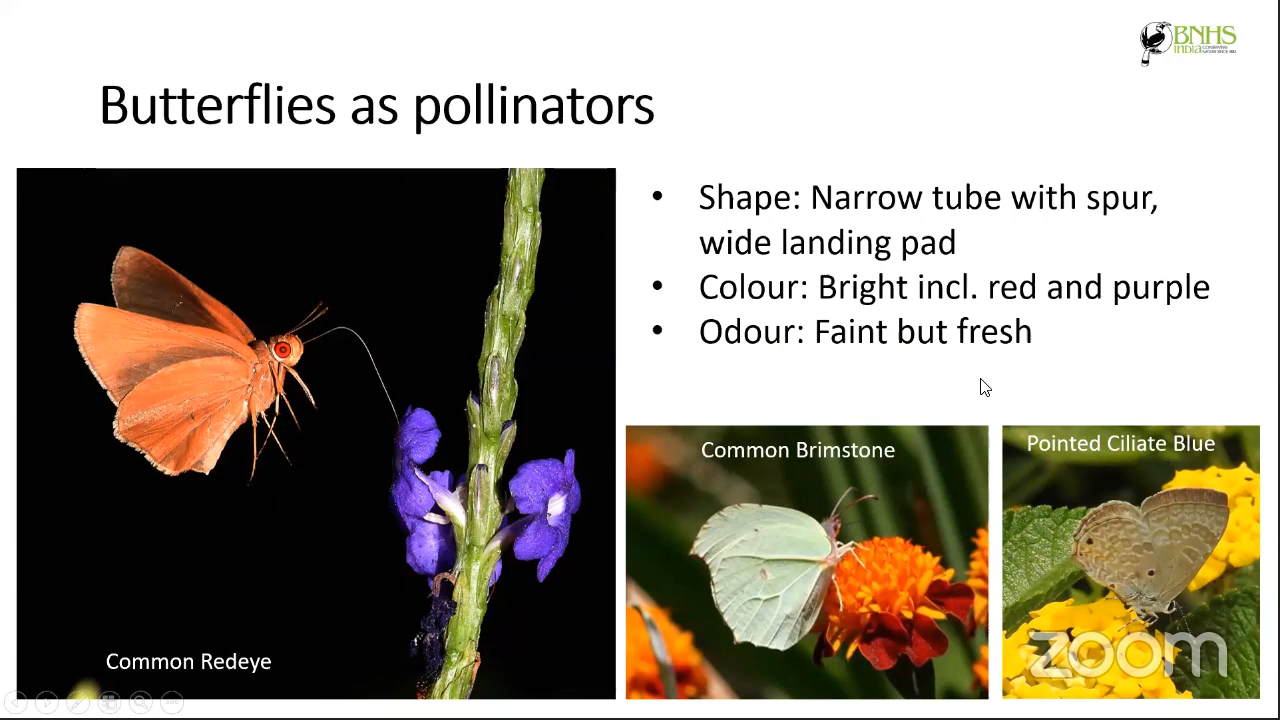 BNHS
India
Butterflies as pollinators
• Shape: Narrow tube with spur,
wide landing pad
• Colour: Bright incl. red and purple
• Odour: Faint but fresh
Common Brimstone
Pointed Ciliate Blue
Common Redeye
zoom